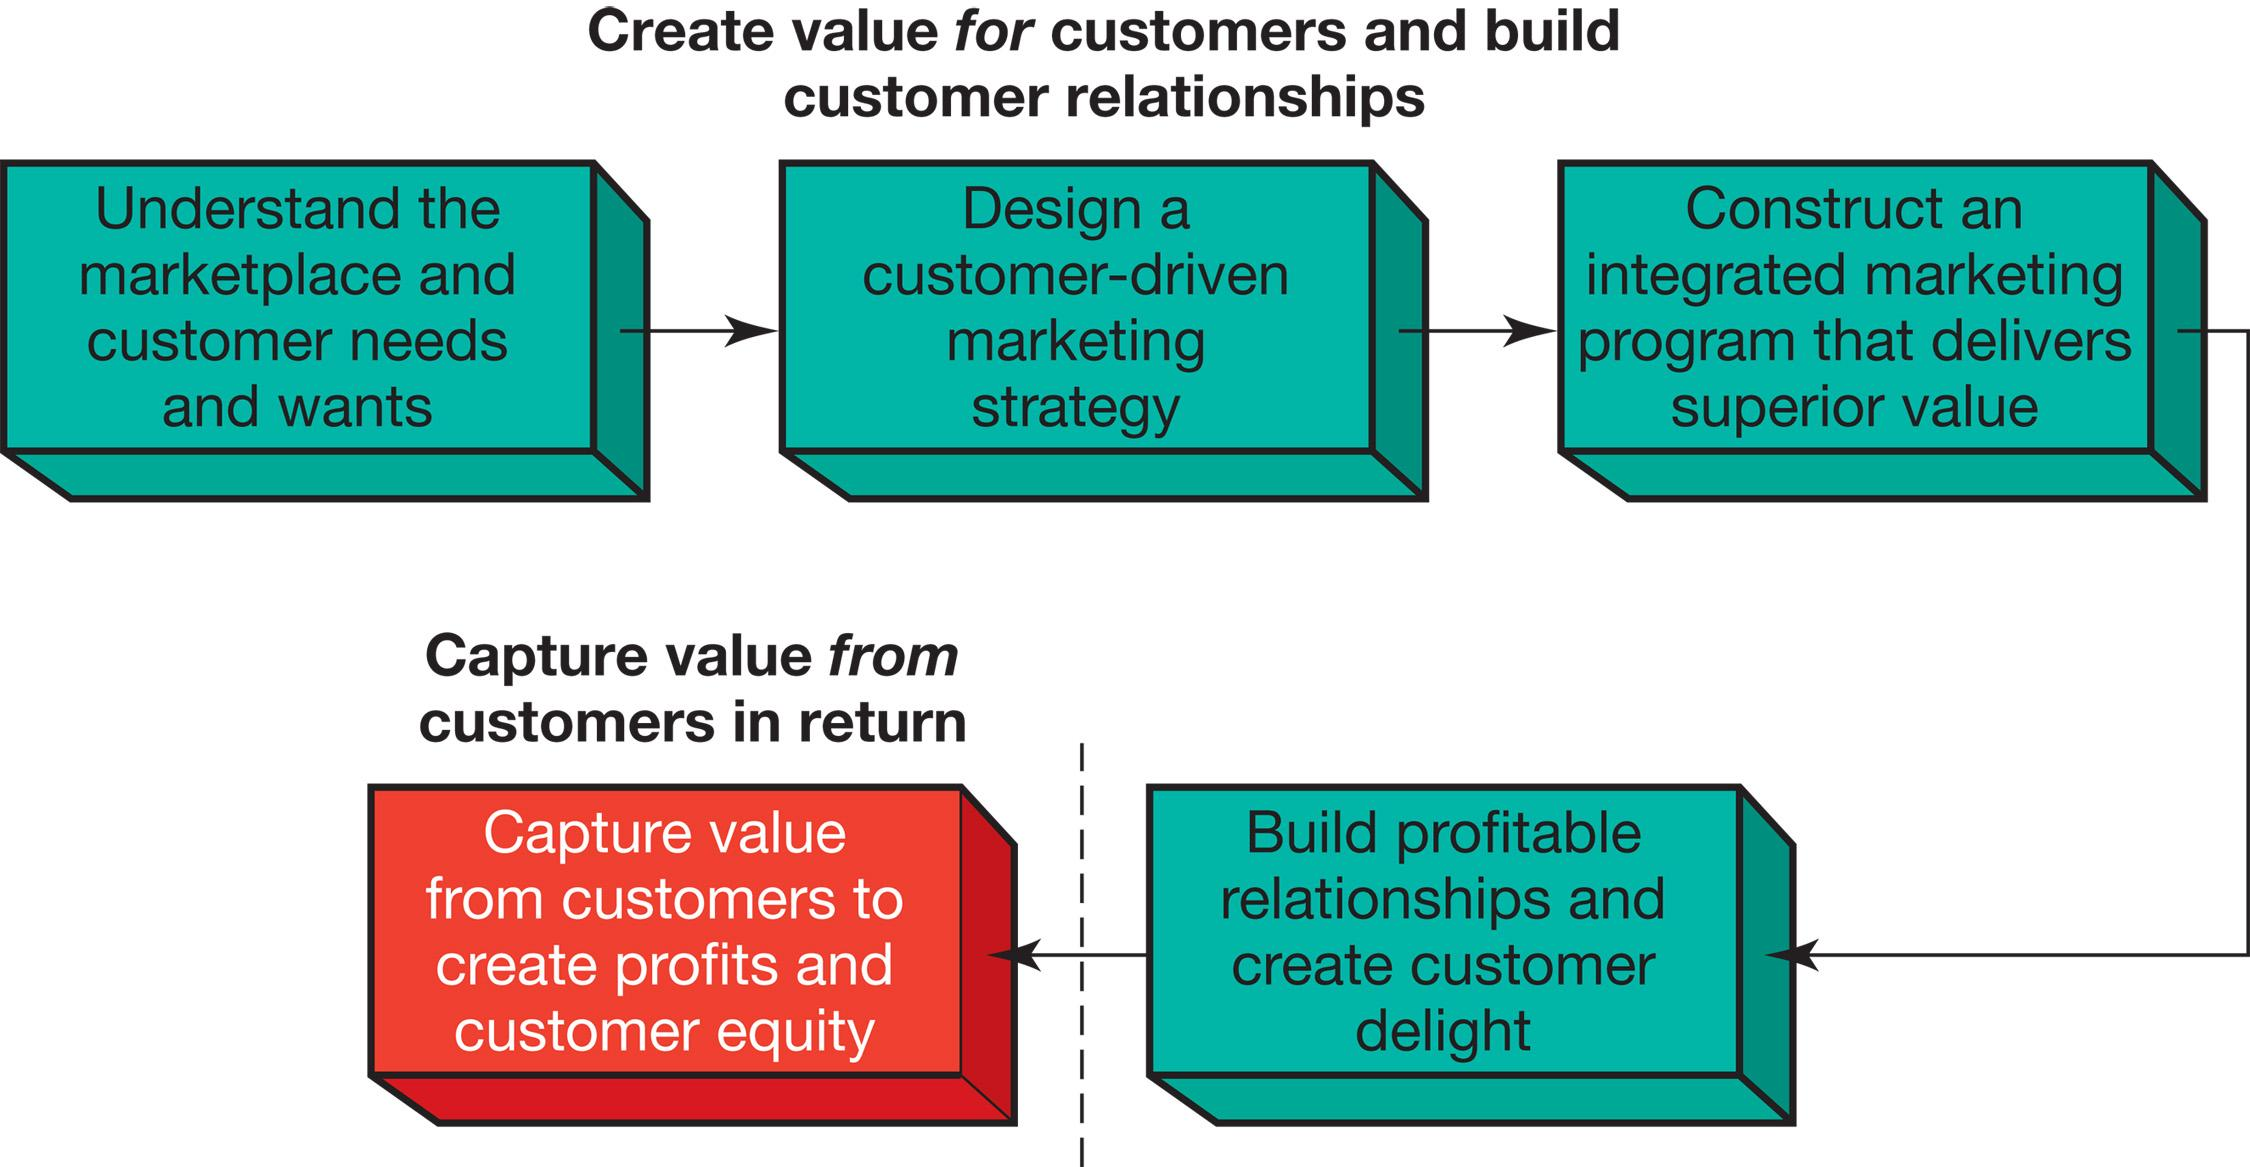 Create value for customers and build
customer relationships
Understand the
marketplace and
customer needs
and wants
Design a
customer-driven
marketing
strategy
Construct an
integrated marketing
program that delivers
superior value
Capture value from
customers in return
Capture value
from customers to
create profits and
customer equity
Build profitable
relationships and
create customer
delight